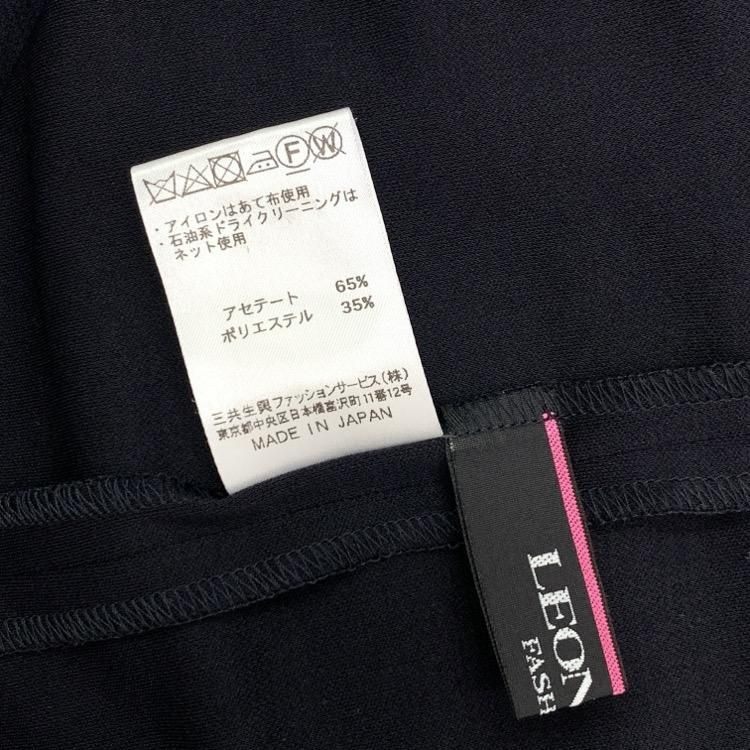 F W
・アイロンはあて布使用
・石油系ドライクリーニングは
ネット使用
アセテート 65%
ポリエステル 35%
三共生興ファッションサービス(株)
東京都中央区日本橋富沢町11番12号
MADE IN JAPAN
LEON
FASH